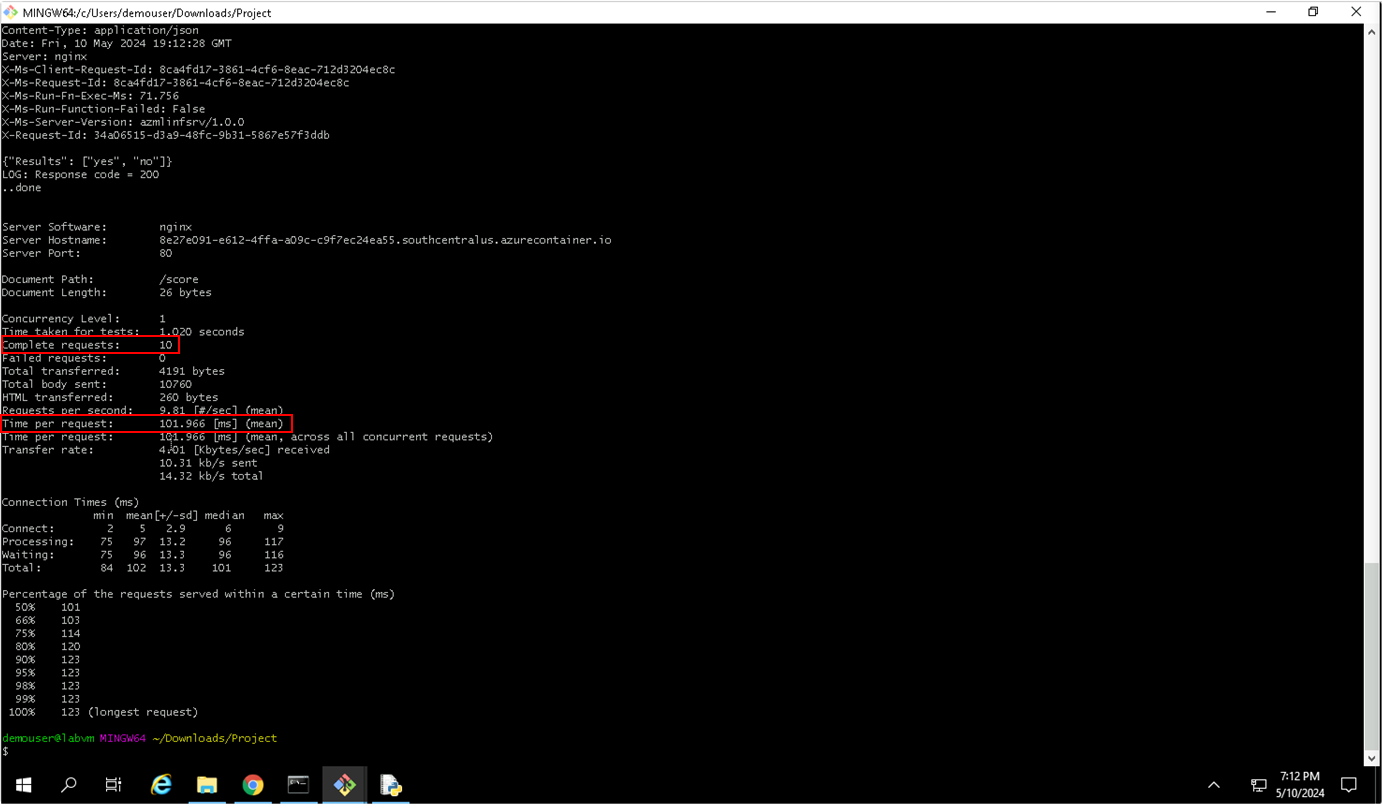 MINGW64:/c/Users/demouser/Downloads/Project
Content-Type: application/json
Date: Fri, 10 May 2024 19:12:28 GMT
Server: nginx
X-Ms-Client-Request-Id: 8ca4fd17-3861-4cf6-8eac-712d3204ec8c
X-Ms-Request-Id: 8ca4fd17-3861-4cf6-8eac-712d3204ec8c
X-Ms-Run-Fn-Exec-Ms: 71.756
X-Ms-Run-Function-Failed: False
X-Ms-Server-Version: azmlinfsrv/1.0.0
X-Request-Id: 34a06515-d3a9-48fc-9b31-5867e57f3ddb
{"Results": ["yes", "no"]}
LOG: Response code = 200
..done
Server Software: nginx
Server Hostname: 8e27e091-e612-4ffa-a09c-c9f7ec24ea55.southcentralus.azurecontainer.io
Server Port: 80
Document Path: /score
Document Length: 26 bytes
Concurrency Level: 1
Time taken for tests: 1.020 seconds
Complete requests: 10
Failed requests: 0
Total transferred: 4191 bytes
Total body sent: 10760
HTML transferred: 260 bytes
Requests per second: 9.81 [#/sec] (mean)
Time per request: 101.966 [ms] (mean)
Time per request: 101.966 [ms] (mean, across all concurrent requests)
Transfer rate: 4.01 [Kbytes/sec] received
10.31 kb/s sent
14.32 kb/s total
Connection Times (ms)
min mean[+/-sd] median max
Connect: 2 5 2.9 6 9
Processing: 75 97 13.2 96 117
Waiting: 75 96 13.3 96 116
Total: 84 102 13.3 101 123
Percentage of the requests served within a certain time (ms)
50% 101
66% 103
75% 114
80% 120
90% 123
95% 123
98% 123
99% 123
100% 123 (longest request)
demouser@labvm MINGW64 ~/Downloads/Project
$
7:12 PM
5/10/2024